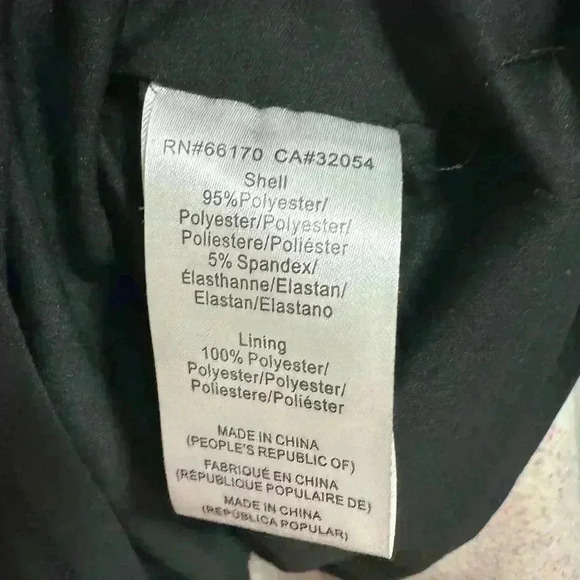 RN#66170 CA#32054
Shell
95%Polyester/
Polyester/Polyester/
Poliestere/Poliéster
5% Spandex/
Élasthanne/Elastan/
Elastan/Elastano
Lining
100% Polyester/
Polyester/Polyester/
Poliestere/Poliéster
MADE IN CHINA
(PEOPLE'S REPUBLIC OF)
FABRIQUÉ EN CHINA
(RÉPUBLIQUE POPULAIRE DE)
MADE IN CHINA
(REPÚBLICA POPULAR)